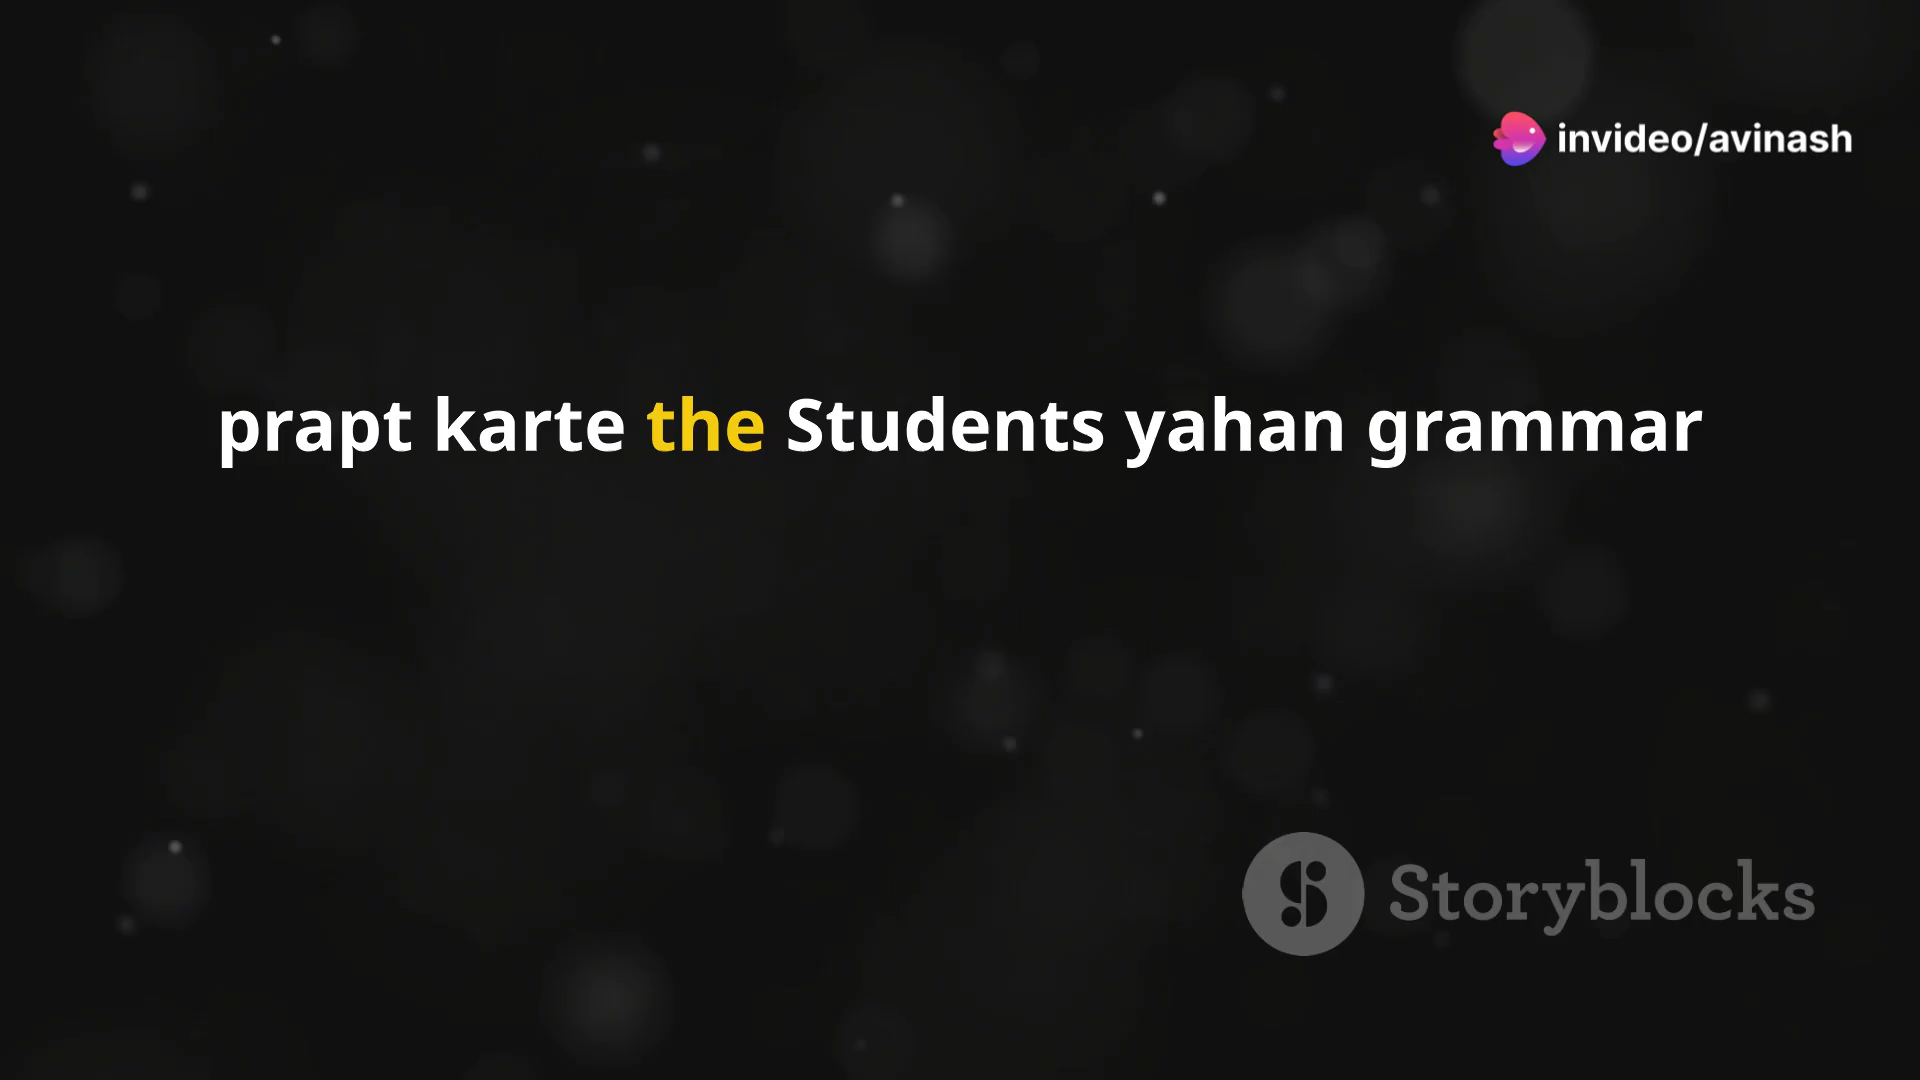 invideo/avinash
prapt karte the Students yahan grammar
Storyblocks